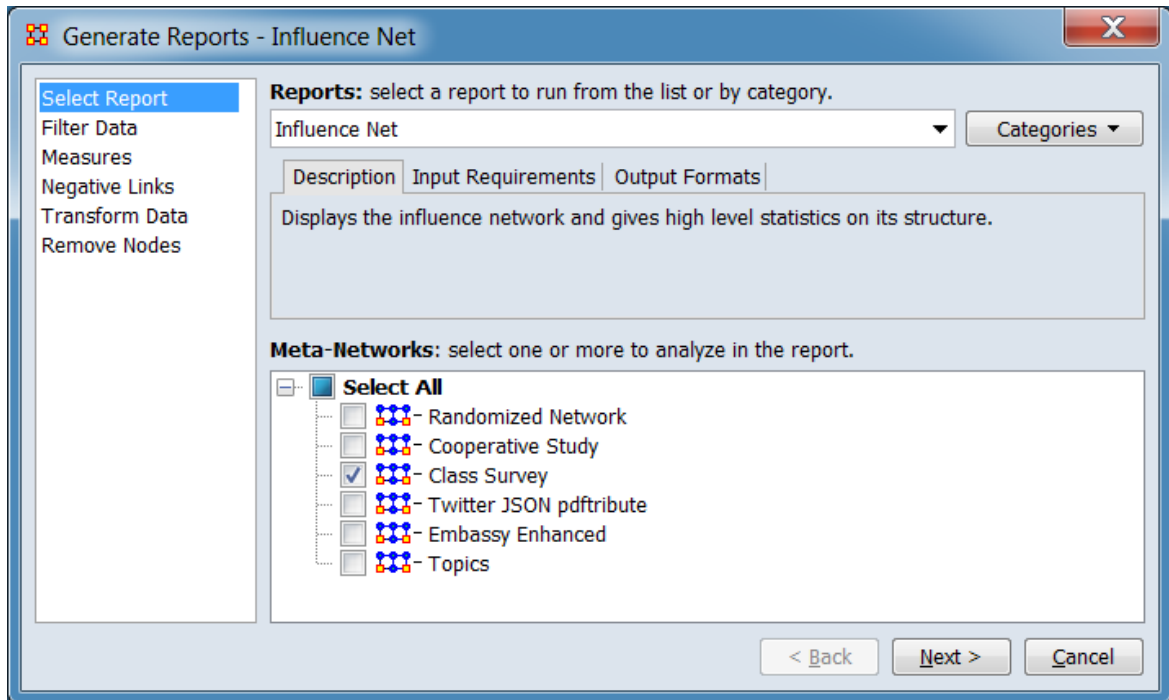 Generate Reports - Influence Net
X
Select Report
Filter Data
Measures
Negative Links
Transform Data
Remove Nodes
Reports: select a report to run from the list or by category.
Influence Net
Categories
Description Input Requirements Output Formats
Displays the influence network and gives high level statistics on its structure.
Meta-Networks: select one or more to analyze in the report.
Select All
Randomized Network
Cooperative Study
Class Survey
Twitter JSON pdftribute
Embassy Enhanced
Topics
< Back Next > Cancel